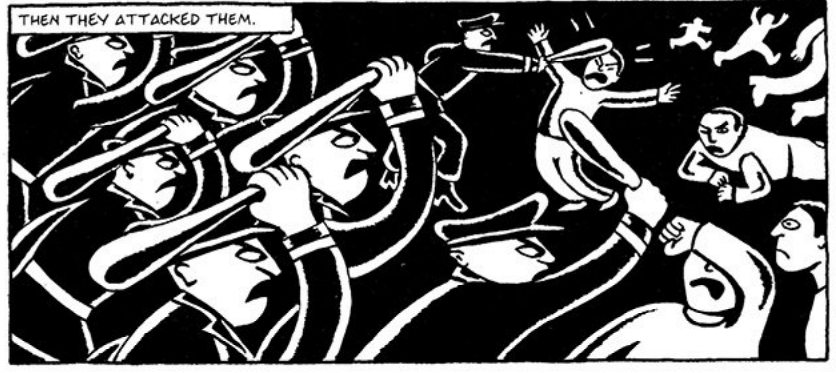 THEN THEY ATTACKED THEM.